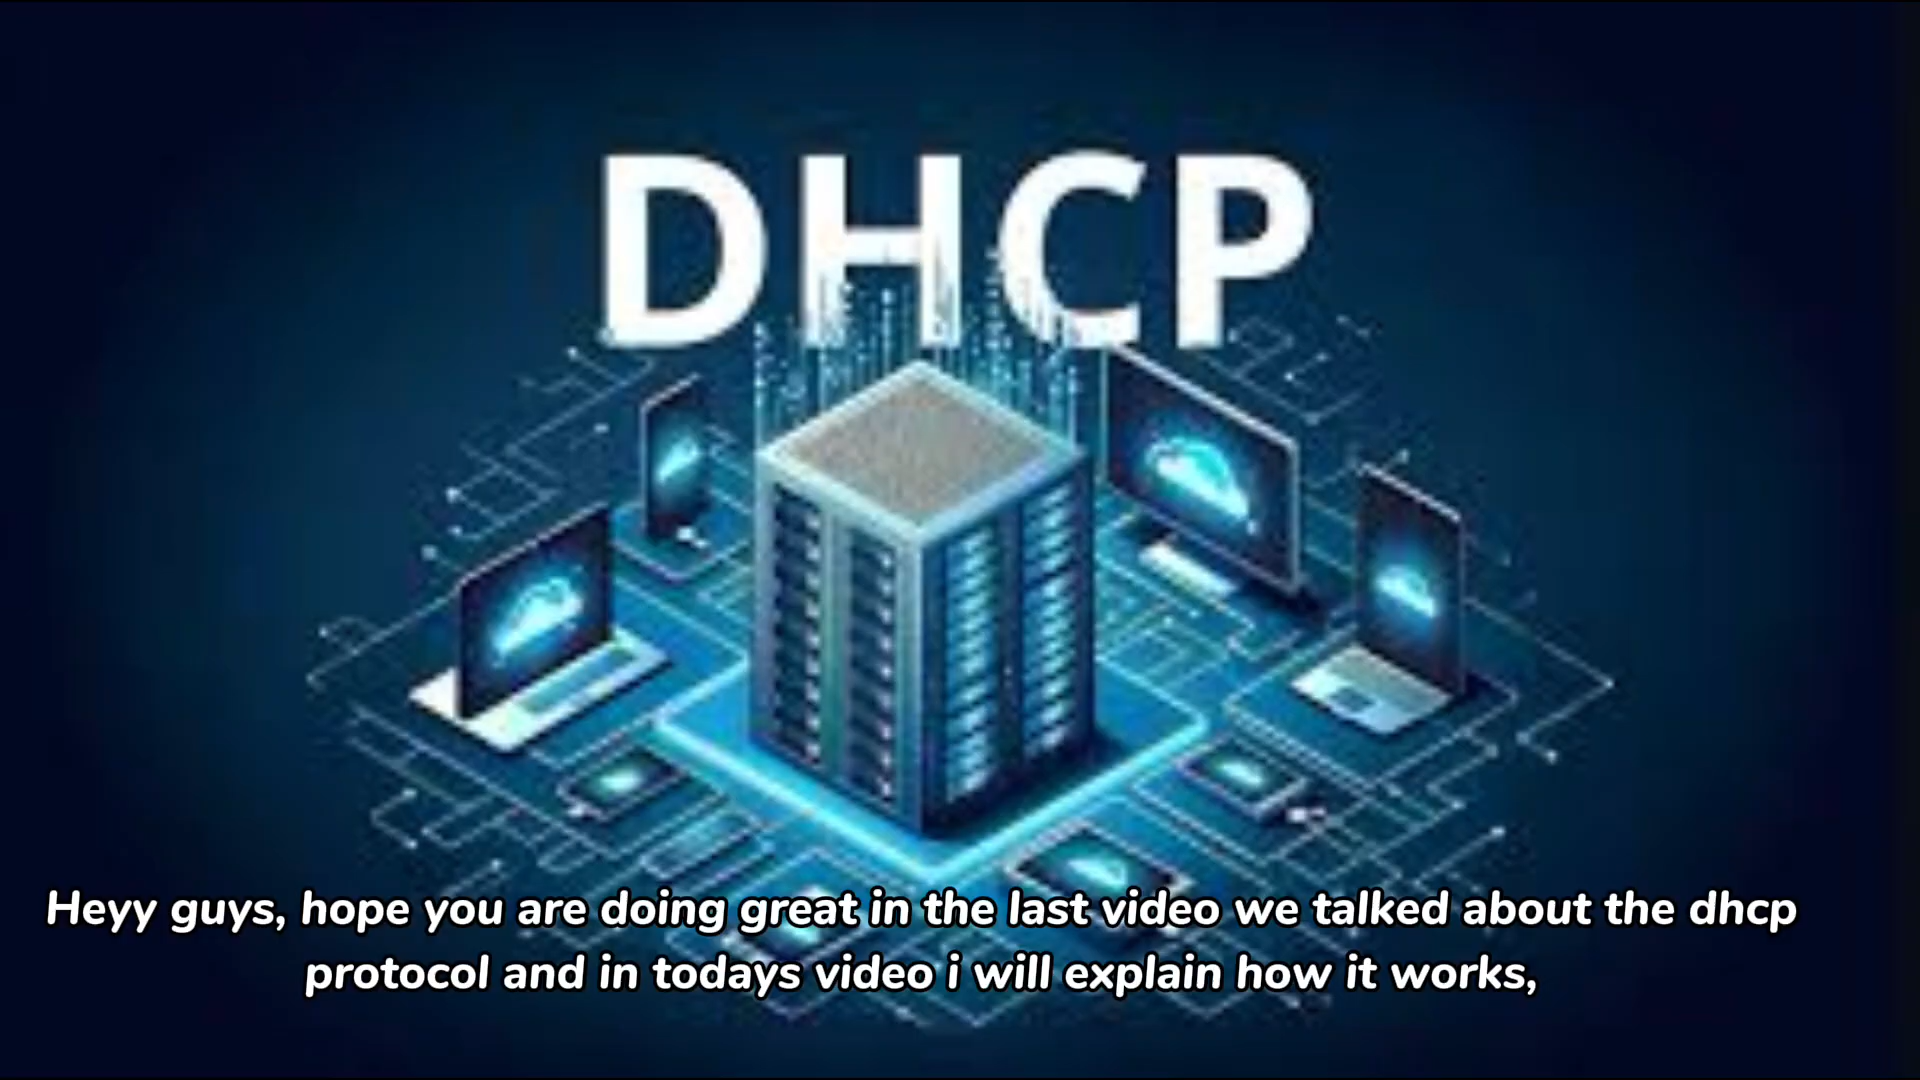 DHCP
Heyy guys, hope you are doing great in the last video we talked about the dhcp
protocol and in todays video i will explain how it works,